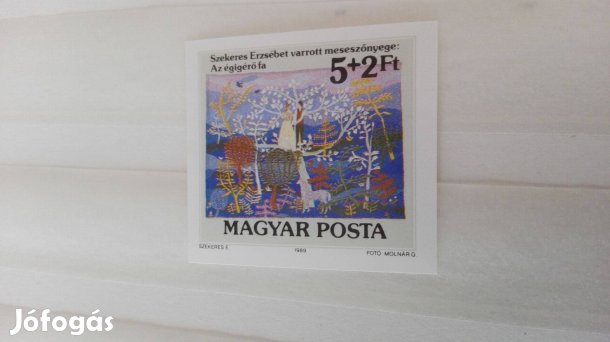 Szekeres Erzsébet varrott meseszőnyege:
Az égigérő fa
5+2Ft
MAGYAR POSTA
SZEKERES E
1989
FOTÓ MOLNÁR G.
Jófogás